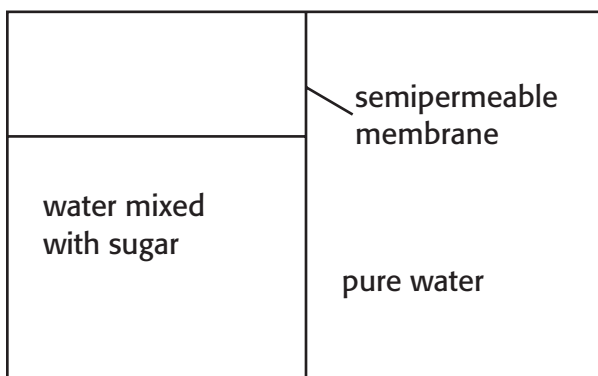 semipermeable
membrane
water mixed
with sugar
pure water